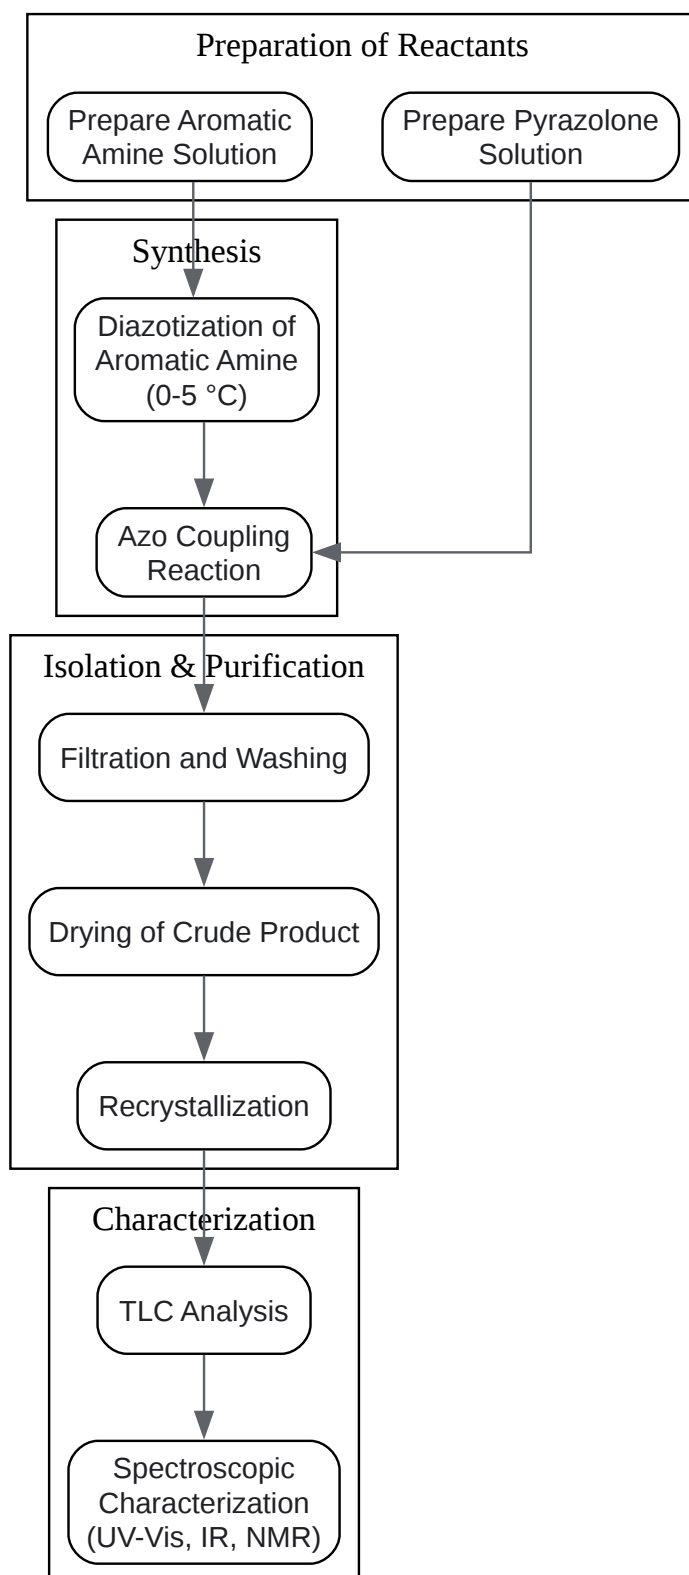 Preparation of Reactants
Prepare Aromatic
Amine Solution
Prepare Pyrazolone
Solution
Synthesis
Diazotization of
Aromatic Amine
(0-5 °C)
Azo Coupling
Reaction
Isolation & Purification
Filtration and Washing
Drying of Crude Product
Recrystallization
Characterization
TLC Analysis
Spectroscopic
Characterization
(UV-Vis, IR, NMR)